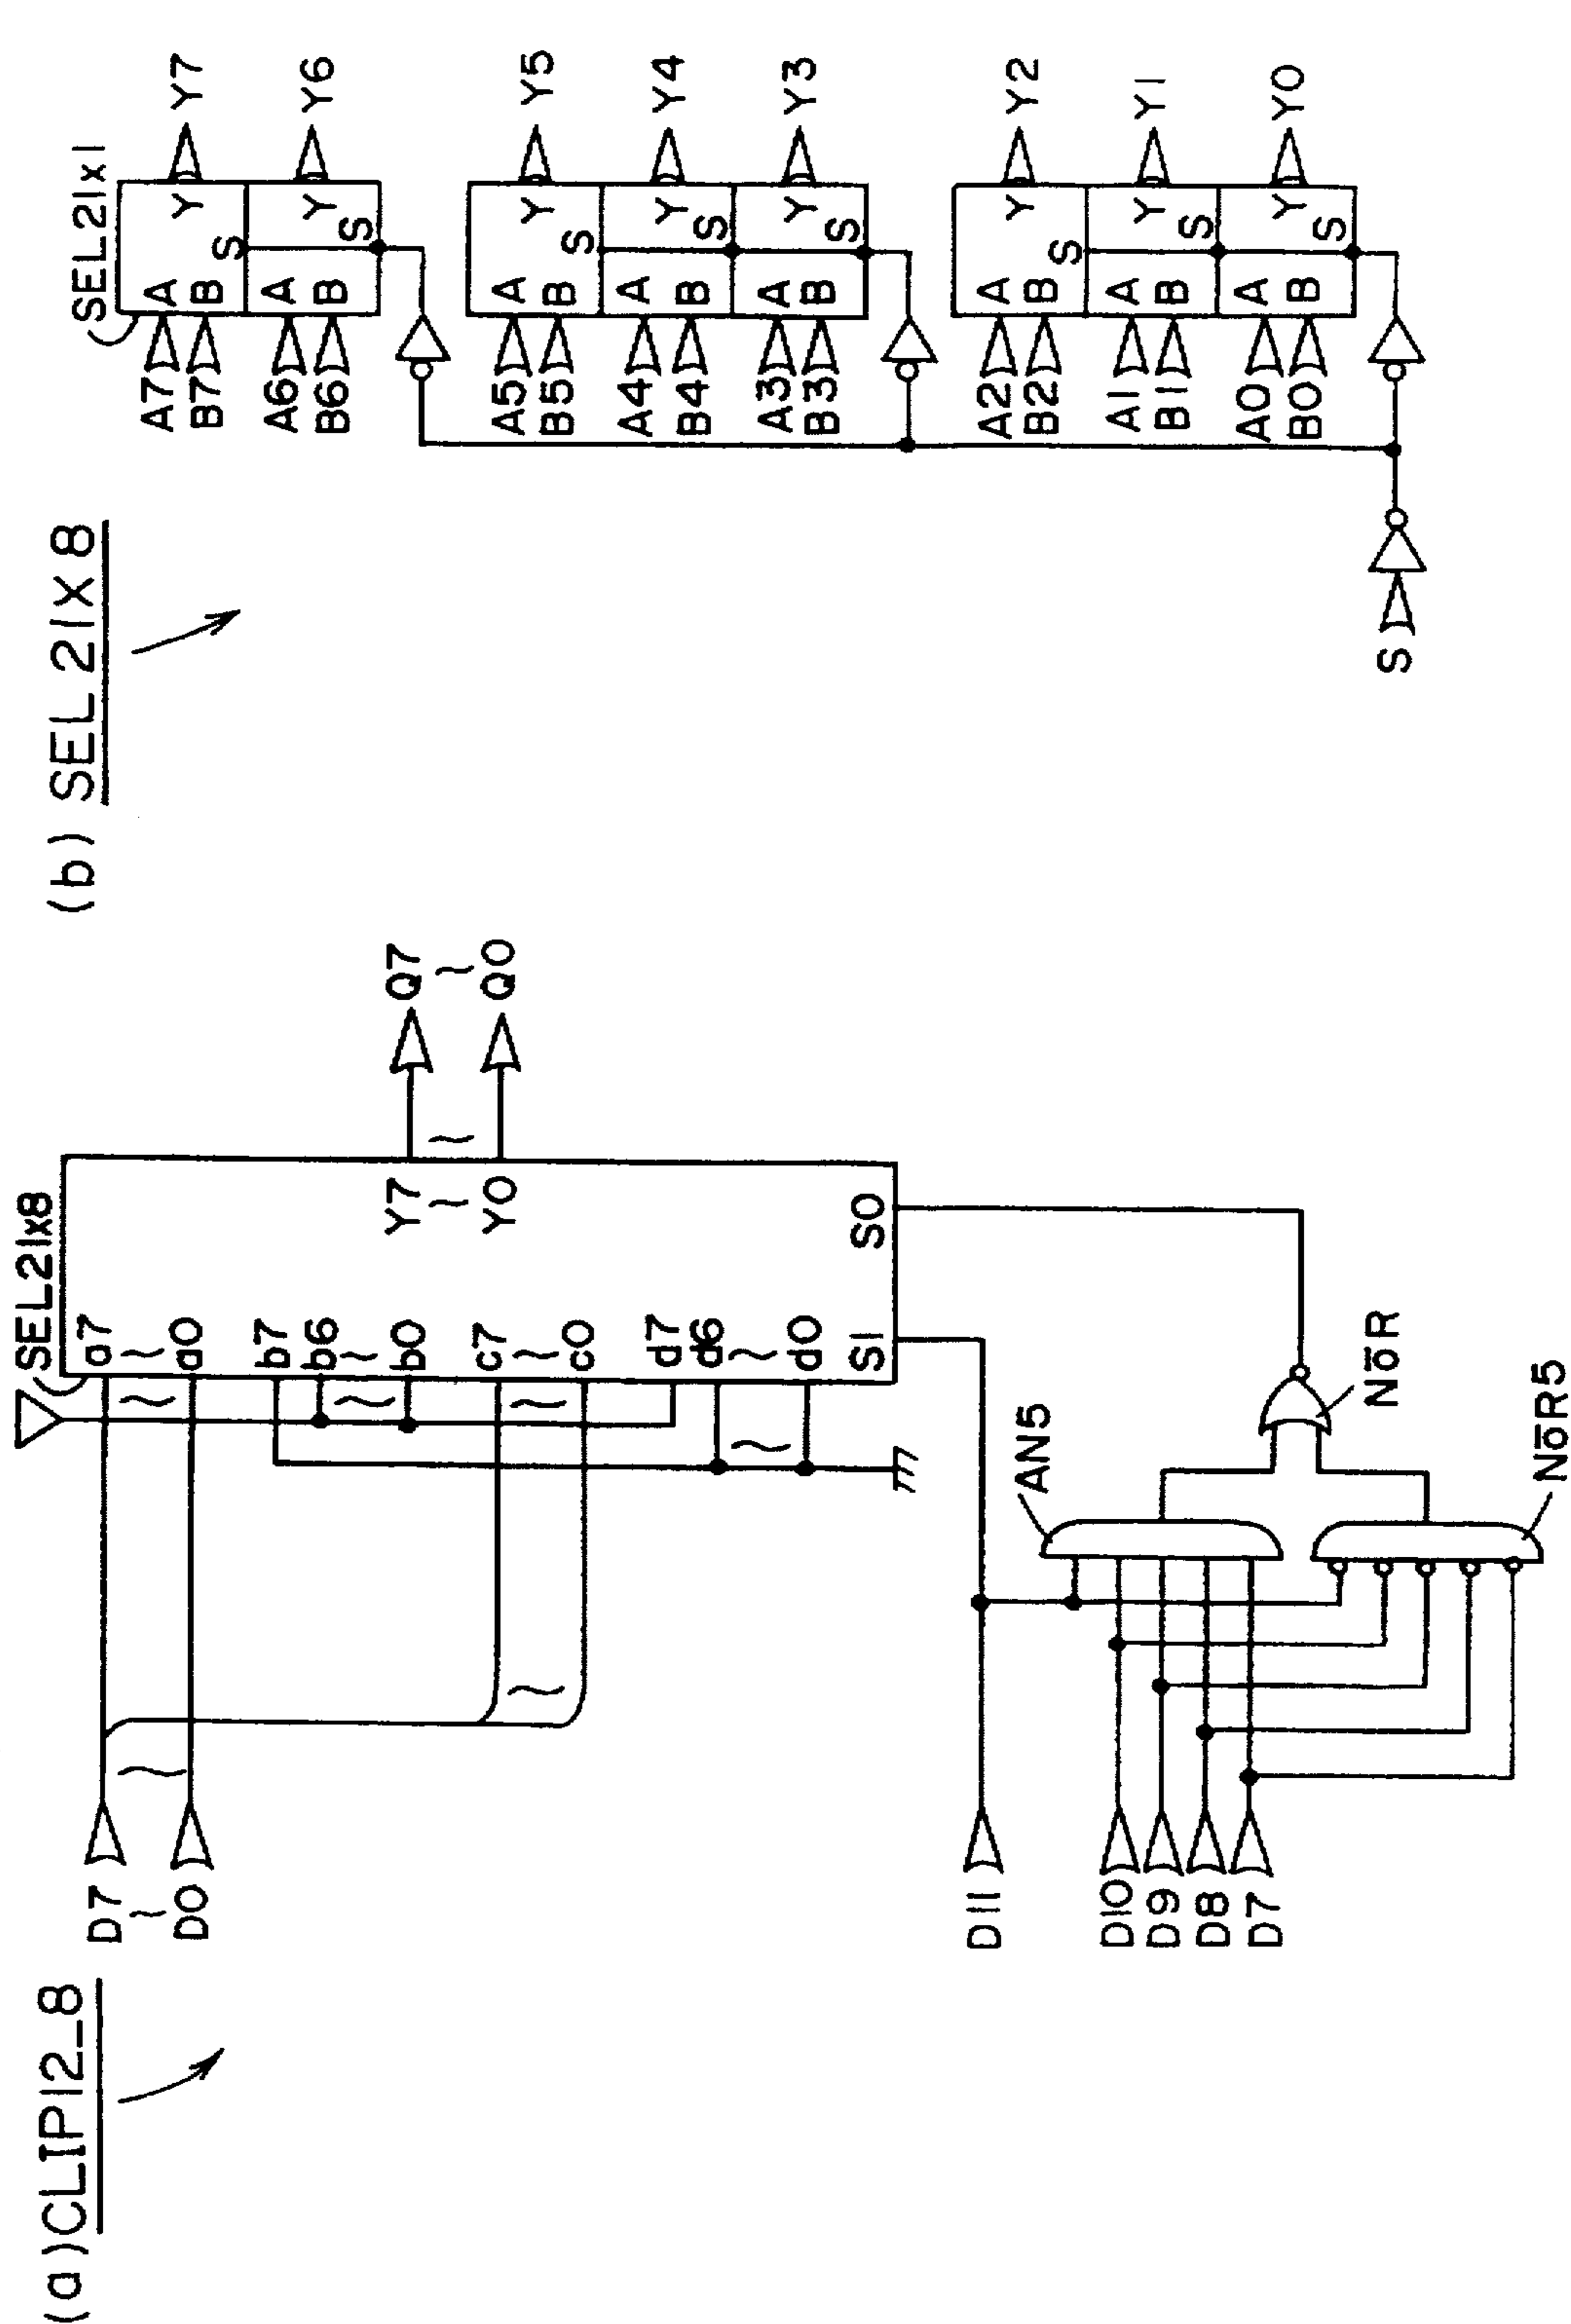 (a) CLIP12_8
SEL21x8
D7
~
D0
a7
~
a0
b7
b6
~
b0
c7
~
c0
d7
d6
~
d0
S1
S0
Y7
~
Y0
Q7
~
Q0
D11
D10
D9
D8
D7
AN5
NōR
NōR5
(b) SEL21X8
SEL21x1
A7
B7
A6
B6
A
B
S
Y
Y7
A
B
S
Y
Y6
A5
B5
A4
B4
A3
B3
A
B
S
Y
Y5
A
B
S
Y
Y4
A
B
S
Y
Y3
A2
B2
A1
B1
A0
B0
A
B
S
Y
Y2
A
B
S
Y
Y1
A
B
S
Y
Y0
S